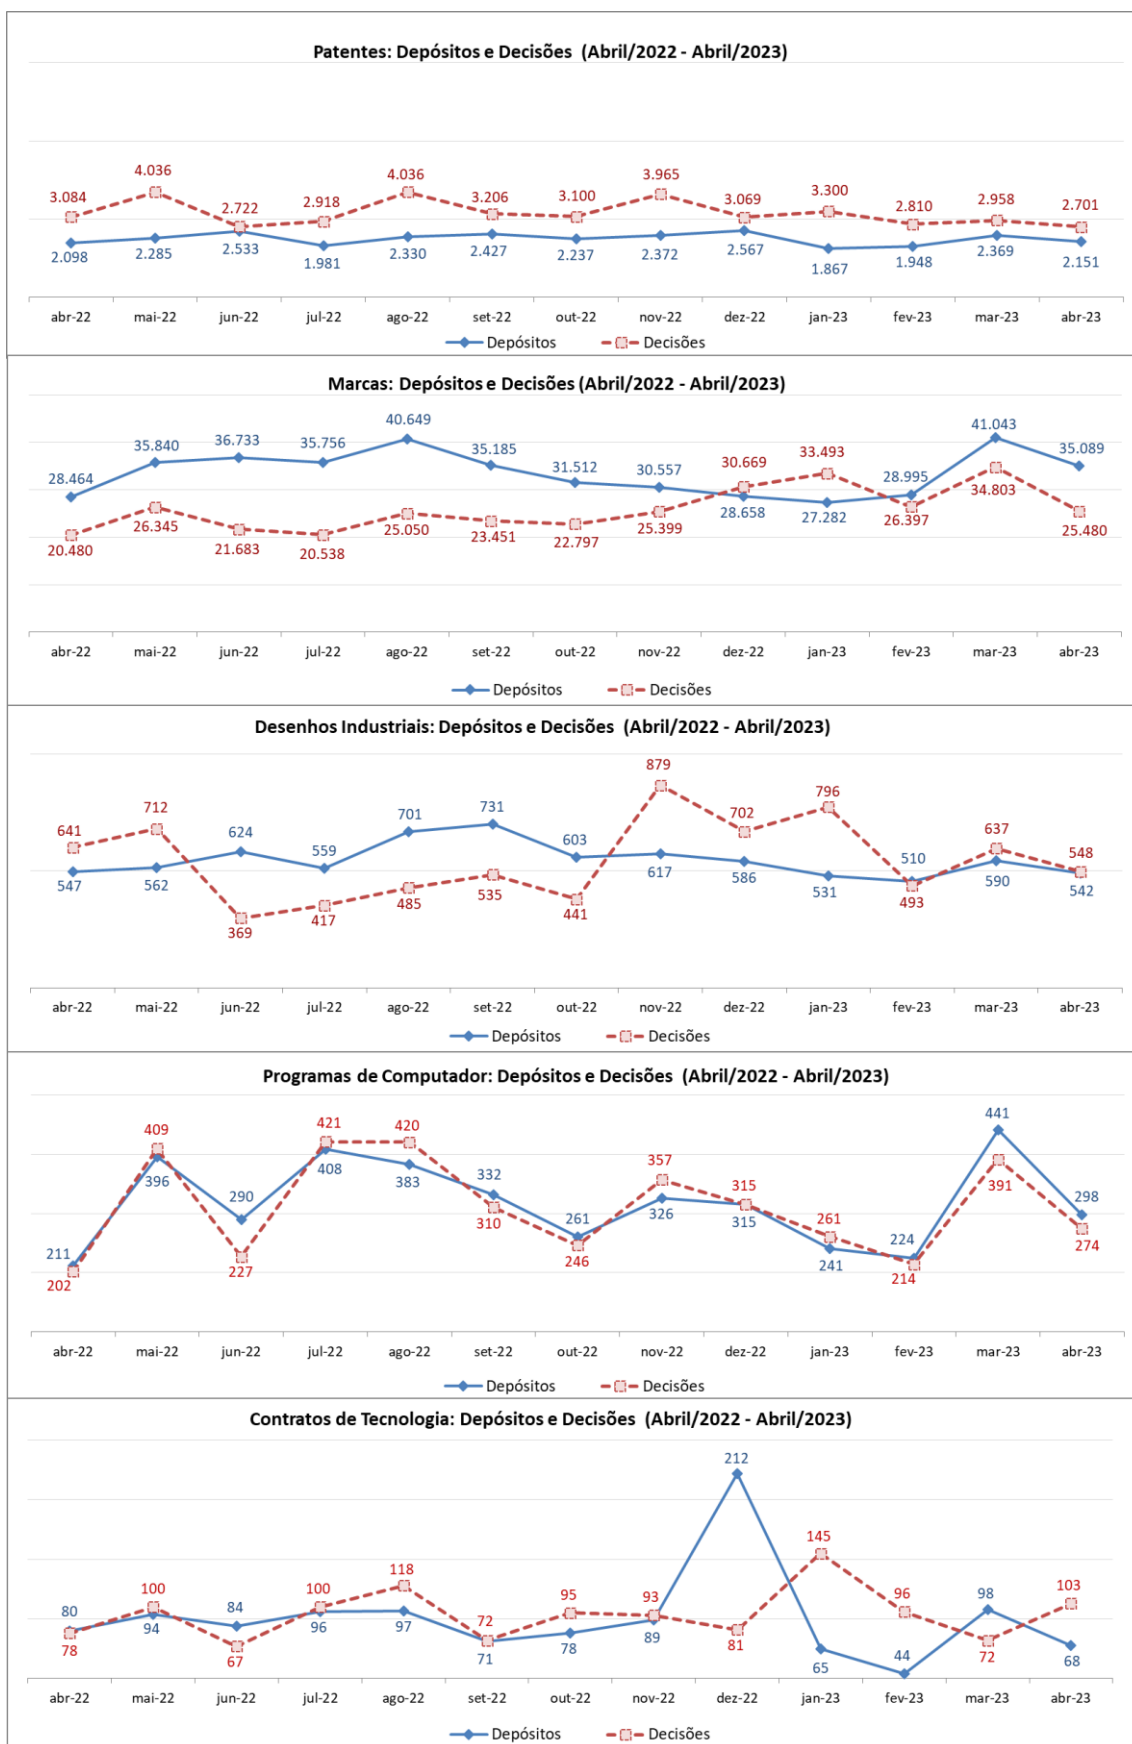 Patentes: Depósitos e Decisões (Abril/2022 - Abril/2023)
3.084 4.036 2.722 2.918 4.036 3.206 3.100 3.965 3.069 3.300 2.810 2.958 2.701
2.098 2.285 2.533 1.981 2.330 2.427 2.237 2.372 2.567 1.867 1.948 2.369 2.151
abr-22 mai-22 jun-22 jul-22 ago-22 set-22 out-22 nov-22 dez-22 jan-23 fev-23 mar-23 abr-23
Depósitos Decisões
Marcas: Depósitos e Decisões (Abril/2022 - Abril/2023)
28.464 35.840 36.733 35.756 40.649 35.185 31.512 30.557 28.658 27.282 28.995 41.043 35.089
20.480 26.345 21.683 20.538 25.050 23.451 22.797 25.399 30.669 33.493 26.397 34.803 25.480
abr-22 mai-22 jun-22 jul-22 ago-22 set-22 out-22 nov-22 dez-22 jan-23 fev-23 mar-23 abr-23
Depósitos Decisões
Desenhos Industriais: Depósitos e Decisões (Abril/2022 - Abril/2023)
641 712 369 417 485 535 441 879 702 796 493 637 548
547 562 624 559 701 731 603 617 586 531 510 590 542
abr-22 mai-22 jun-22 jul-22 ago-22 set-22 out-22 nov-22 dez-22 jan-23 fev-23 mar-23 abr-23
Depósitos Decisões
Programas de Computador: Depósitos e Decisões (Abril/2022 - Abril/2023)
211 396 290 408 383 332 261 326 315 241 224 441 298
202 409 227 421 420 310 246 357 315 261 214 391 274
abr-22 mai-22 jun-22 jul-22 ago-22 set-22 out-22 nov-22 dez-22 jan-23 fev-23 mar-23 abr-23
Depósitos Decisões
Contratos de Tecnologia: Depósitos e Decisões (Abril/2022 - Abril/2023)
80 94 84 96 97 71 78 89 212 65 44 98 68
78 100 67 100 118 72 95 93 81 145 96 72 103
abr-22 mai-22 jun-22 jul-22 ago-22 set-22 out-22 nov-22 dez-22 jan-23 fev-23 mar-23 abr-23
Depósitos Decisões